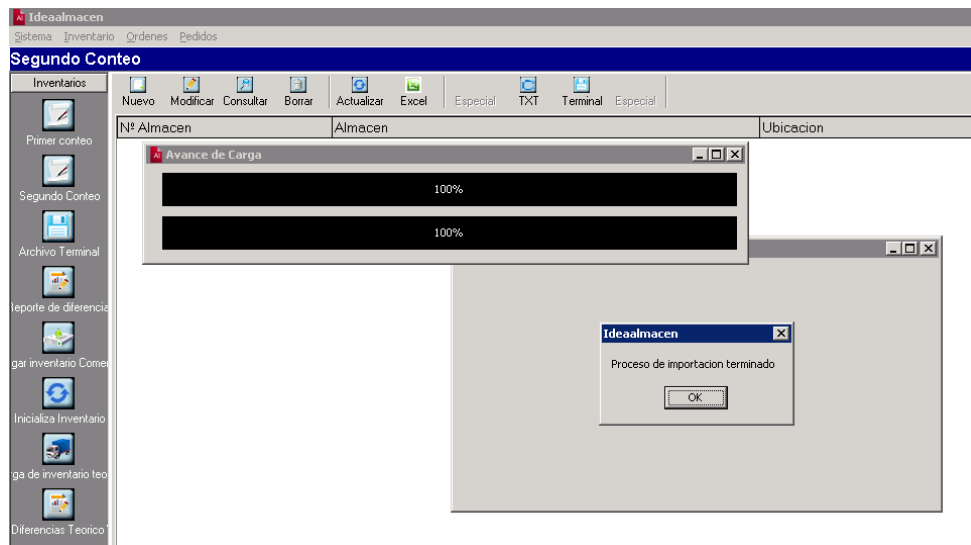 Ideaalmacen
Sistema Inventario Ordenes Pedidos
Segundo Conteo
Inventarios
Nuevo Modificar Consultar Borrar Actualizar Excel Especial TXT Terminal Especial
Nº Almacen Almacen Ubicacion
Primer conteo
Segundo Conteo
Archivo Terminal
Reporte de diferencia
gar inventario Comer
Inicializa Inventario
rga de inventario teo
Diferencias Teorico
Avance de Carga
100%
100%
Ideaalmacen
Proceso de importacion terminado
OK